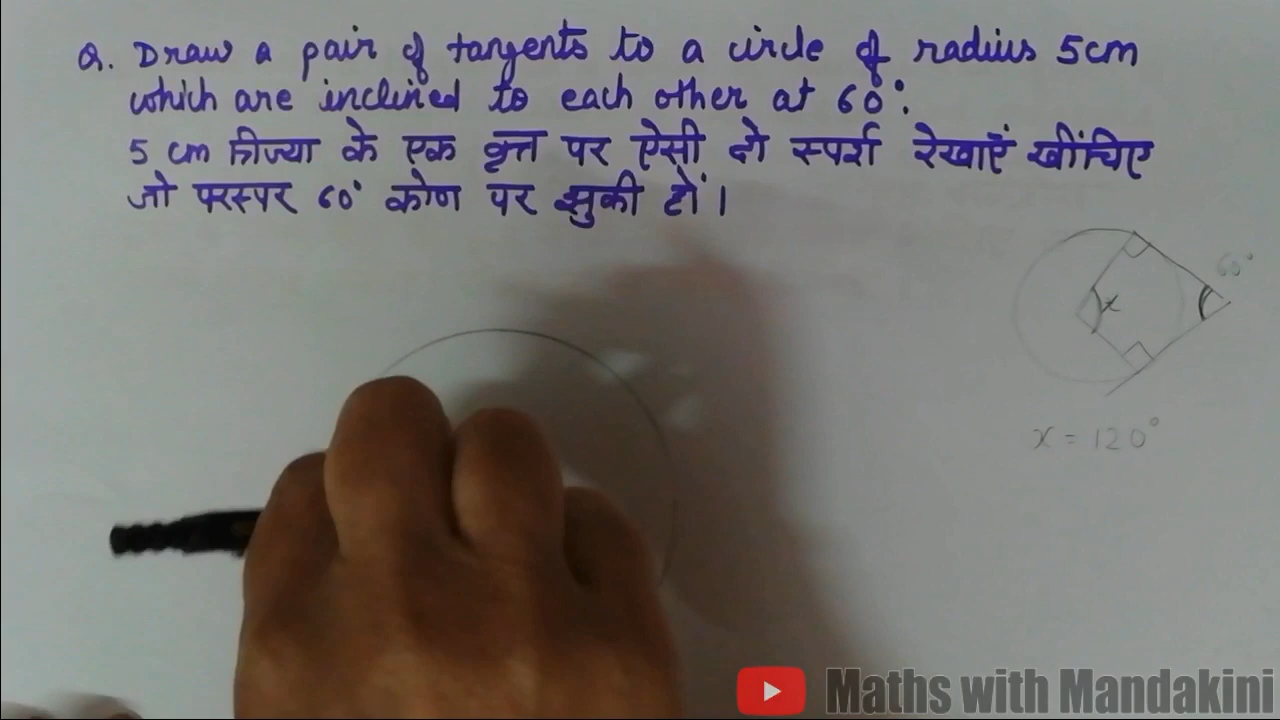 Q. Draw a pair of tangents to a circle of radius 5cm
which are inclined to each other at 60°.
5 cm त्रीज्या के एक वृत्त पर ऐसी दो स्पर्श रेखाएँ खींचिए
जो परस्पर 60° कोण पर झुकी हों।
60°
x
x = 120°
Maths with Mandakini